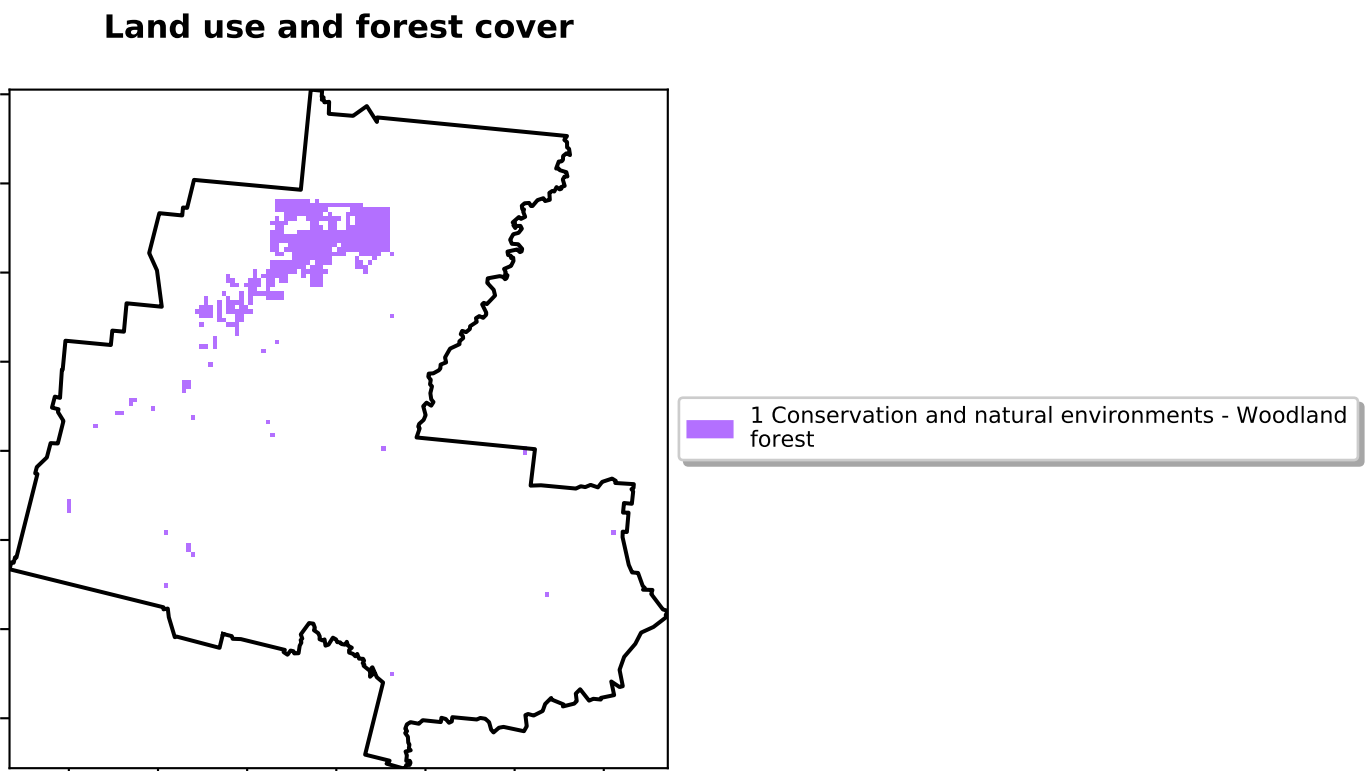 Land use and forest cover
1 Conservation and natural environments - Woodland
forest